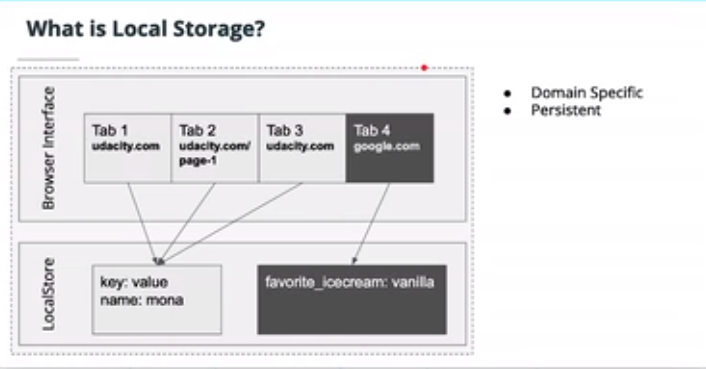 What is Local Storage?
Browser Interface
Tab 1
udacity.com
Tab 2
udacity.com/
page-1
Tab 3
udacity.com
Tab 4
google.com
LocalStore
key: value
name: mona
favorite_icecream: vanilla
● Domain Specific
● Persistent